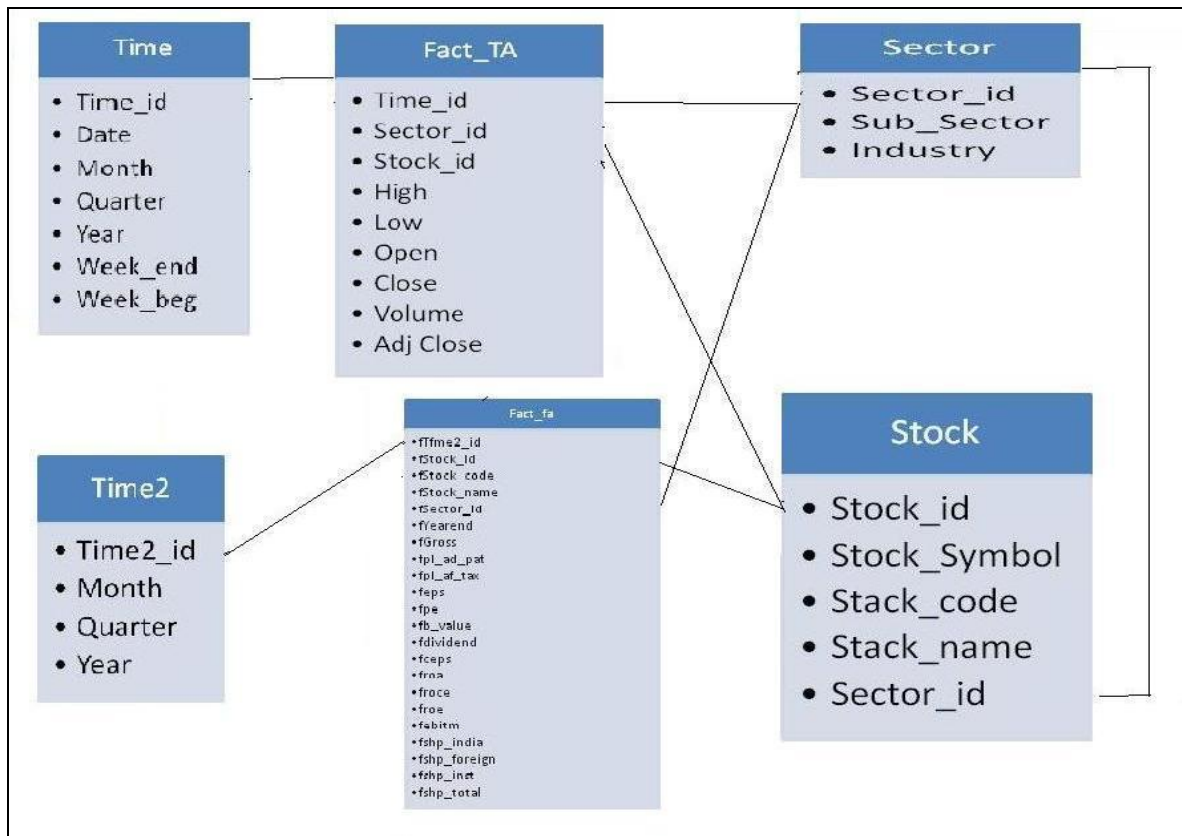 Time
• Time_id
• Date
• Month
• Quarter
• Year
• Week_end
• Week_beg
Fact_TA
• Time_id
• Sector_id
• Stock_id
• High
• Low
• Open
• Close
• Volume
• Adj Close
Sector
• Sector_id
• Sub_Sector
• Industry
Time2
• Time2_id
• Month
• Quarter
• Year
Fact_fa
•fTfme2_id
•fStock_id
•fStock_code
•fStock_name
•fSector_id
•fYearend
•fGross
•fpl_ad_pat
•fpl_af_tax
•feps
•fpe
•fb_value
•fdividend
•fceps
•froa
•froce
•froe
•febitm
•fshp_india
•fshp_foreign
•fshp_inst
•fshp_total
Stock
• Stock_id
• Stock_Symbol
• Stack_code
• Stack_name
• Sector_id